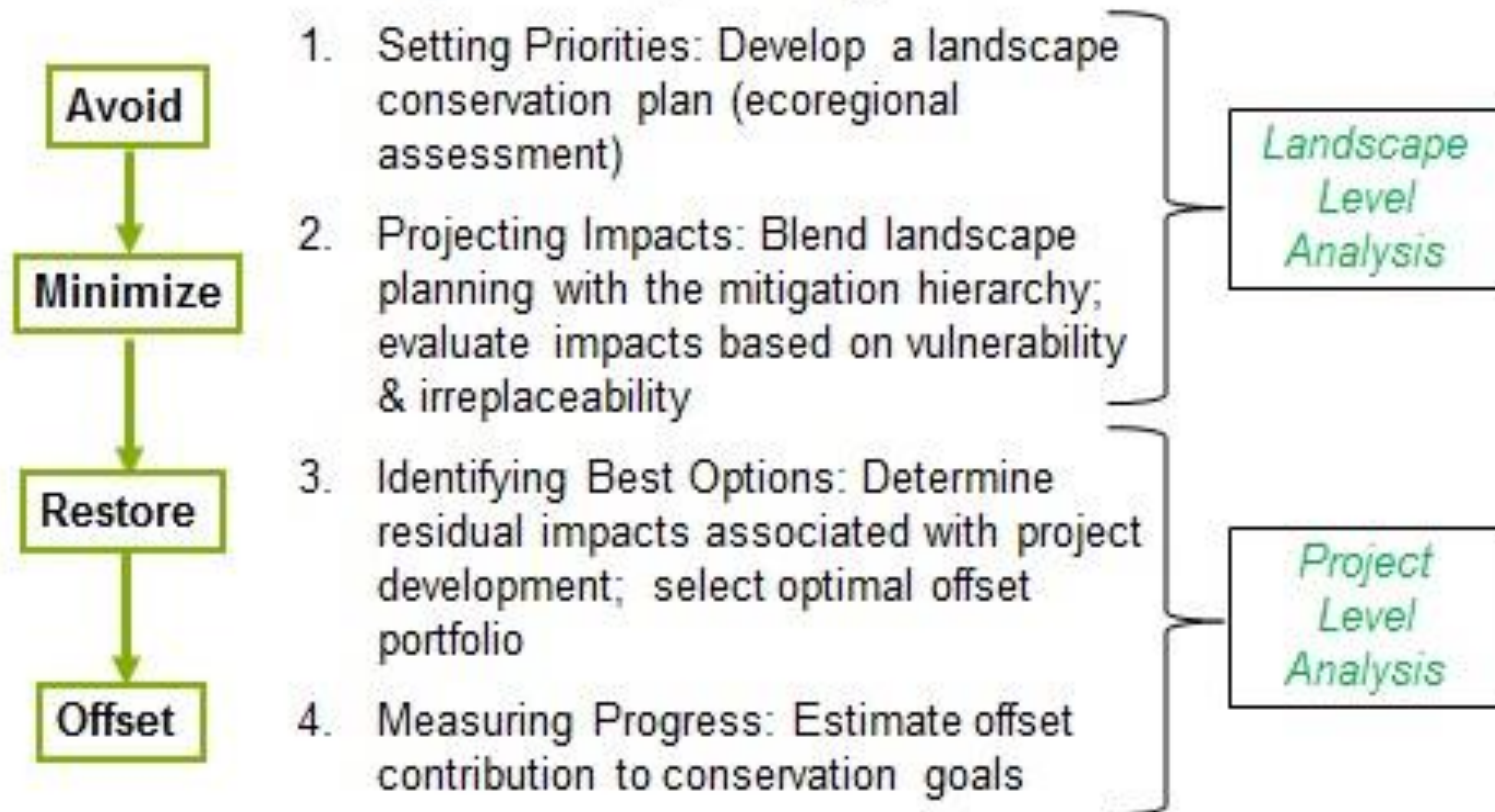 Avoid
Minimize
Restore
Offset
1. Setting Priorities: Develop a landscape
conservation plan (ecoregional
assessment)
2. Projecting Impacts: Blend landscape
planning with the mitigation hierarchy;
evaluate impacts based on vulnerability
& irreplaceability
3. Identifying Best Options: Determine
residual impacts associated with project
development; select optimal offset
portfolio
4. Measuring Progress: Estimate offset
contribution to conservation goals
Landscape
Level
Analysis
Project
Level
Analysis